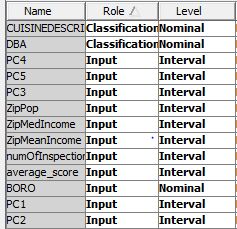 Name Role Level
CUISINEDESCRI Classification Nominal
DBA Classification Nominal
PC4 Input Interval
PC5 Input Interval
PC3 Input Interval
ZipPop Input Interval
ZipMedIncome Input Interval
ZipMeanIncome Input Interval
numOfInspection Input Interval
average_score Input Interval
BORO Input Nominal
PC1 Input Interval
PC2 Input Interval